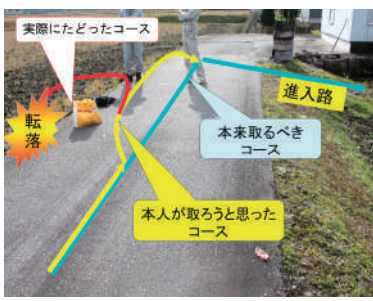 実際にたどったコース
転
落
進入路
本来取るべき
コース
本人が取ろうと思った
コース